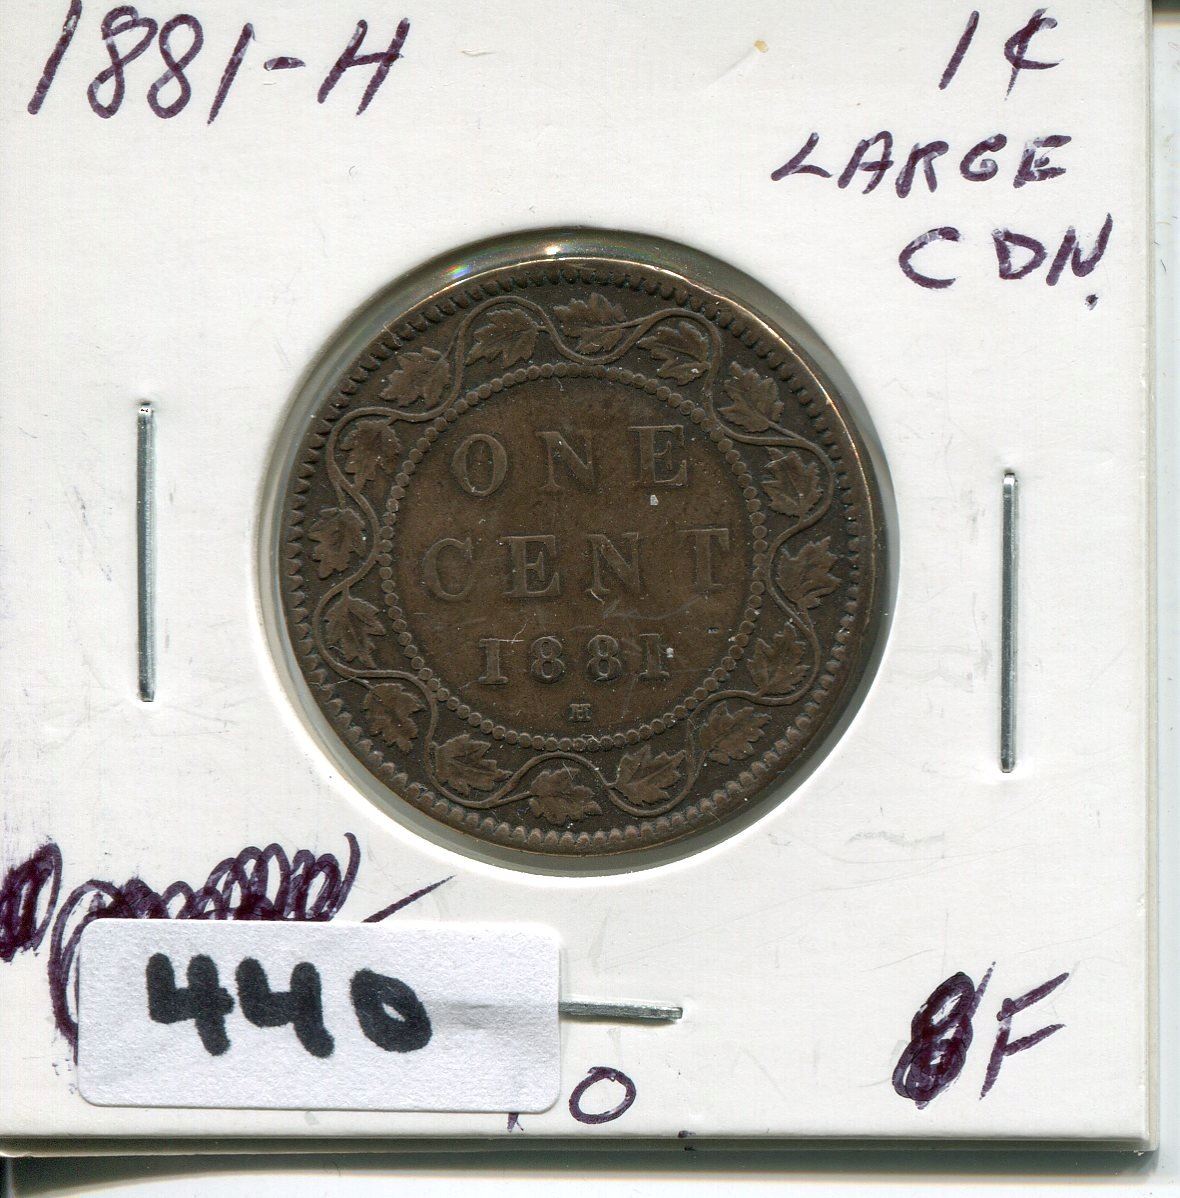 1881-H
1¢
LARGE
CDN.
ONE
CENT
1881
H
440
F